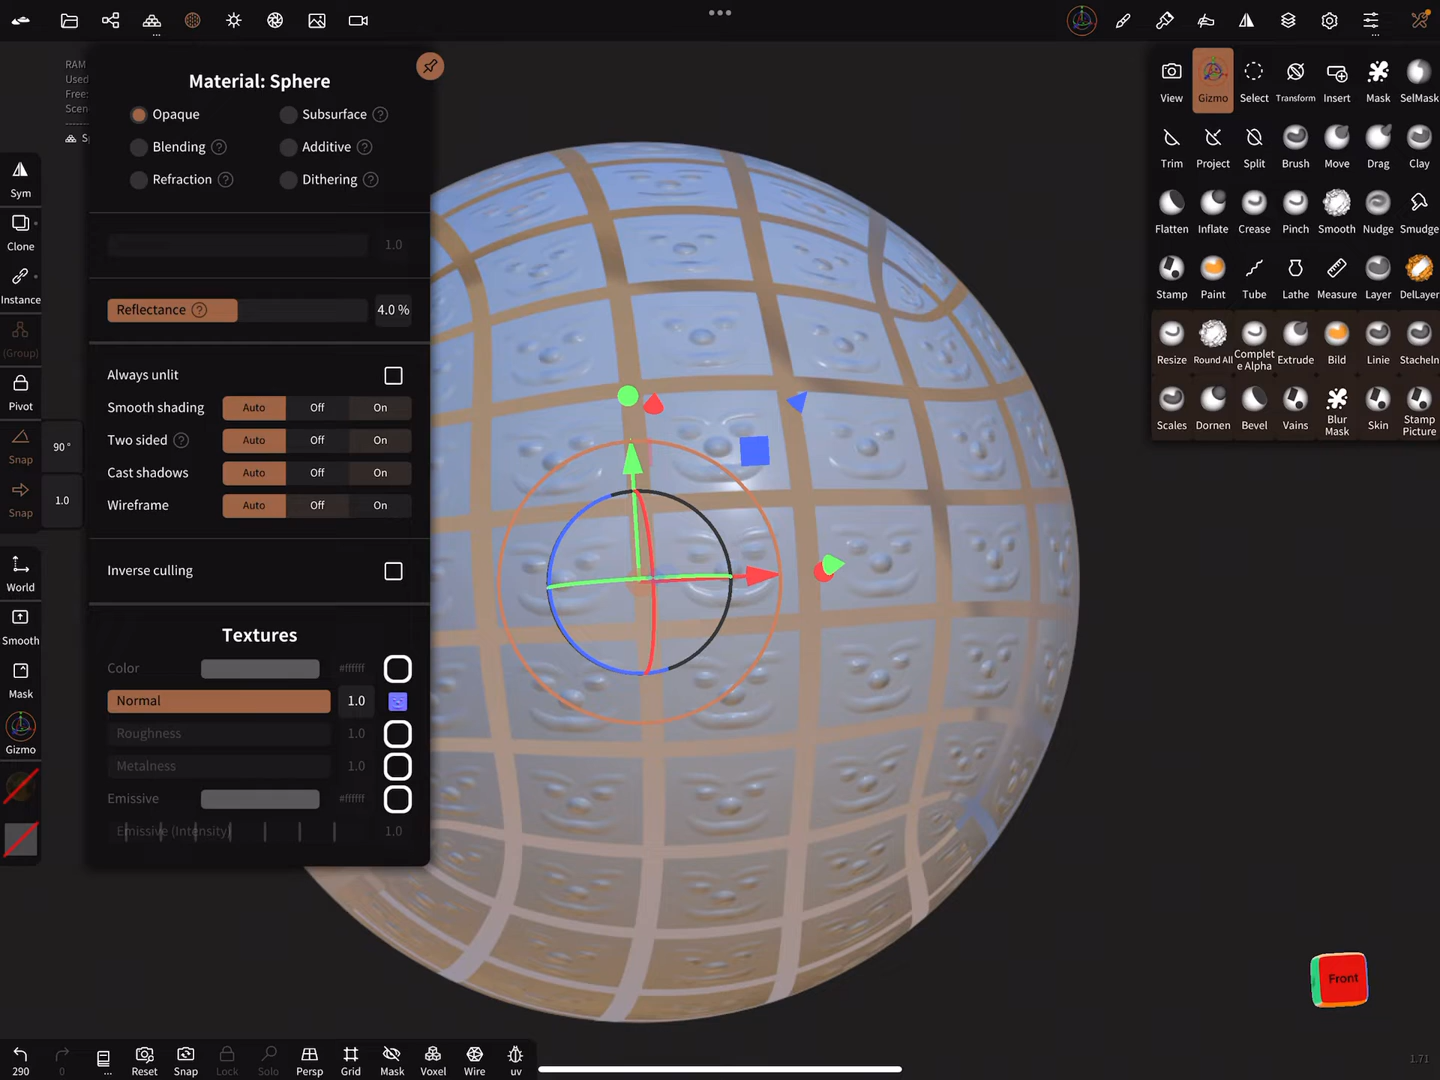 RAM
Used
Free:
Scen
Material: Sphere
Opaque
Subsurface ?
Blending ?
Additive ?
Refraction ?
Dithering ?
1.0
Reflectance ?
4.0 %
Always unlit
Smooth shading
Auto
Off
On
Two sided ?
Auto
Off
On
Cast shadows
Auto
Off
On
Wireframe
Auto
Off
On
Inverse culling
Textures
Color
#ffffff
Normal
1.0
Roughness
1.0
Metalness
1.0
Emissive
#ffffff
Emissive (Intensity)
1.0
Sym
Clone
Instance
(Group)
Pivot
Snap
90 °
Snap
1.0
World
Smooth
Mask
Gizmo
View
Gizmo
Select
Transform
Insert
Mask
SelMask
Trim
Project
Split
Brush
Move
Drag
Clay
Flatten
Inflate
Crease
Pinch
Smooth
Nudge
Smudge
Stamp
Paint
Tube
Lathe
Measure
Layer
DelLayer
Resize
Round All
Complet
e Alpha
Extrude
Bild
Linie
Stacheln
Scales
Dornen
Bevel
Vains
Blur
Mask
Skin
Stamp
Picture
Front
290
0
...
Reset
Snap
Lock
Solo
Persp
Grid
Mask
Voxel
Wire
uv
1.71